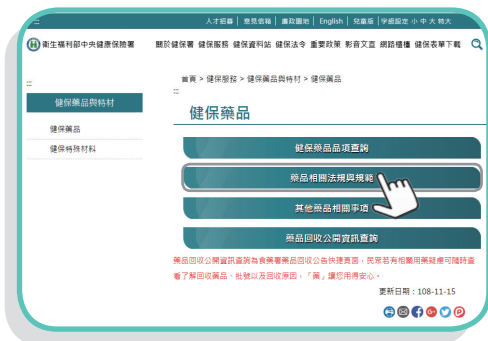 :::
人才招募 | 意見信箱 | 廉政園地 | English | 兒童版 | 字級設定 小 中 大 特大
衛生福利部中央健康保險署
關於健保署 健保服務 健保資料站 健保法令 重要政策 影音文宣 網路櫃檯 健保表單下載
:::
健保藥品與特材
健保藥品
健保特殊材料
首頁 > 健保服務 > 健保藥品與特材 > 健保藥品
:::
健保藥品
健保藥品品項查詢
藥品相關法規與規範
其他藥品相關事項
藥品回收公開資訊查詢
藥品回收公開資訊查詢為食藥署藥品回收公告快捷頁面，民眾若有相關用藥疑慮可隨時查
看了解回收藥品、批號以及回收原因，「藥」讓您用得安心。
更新日期：108-11-15